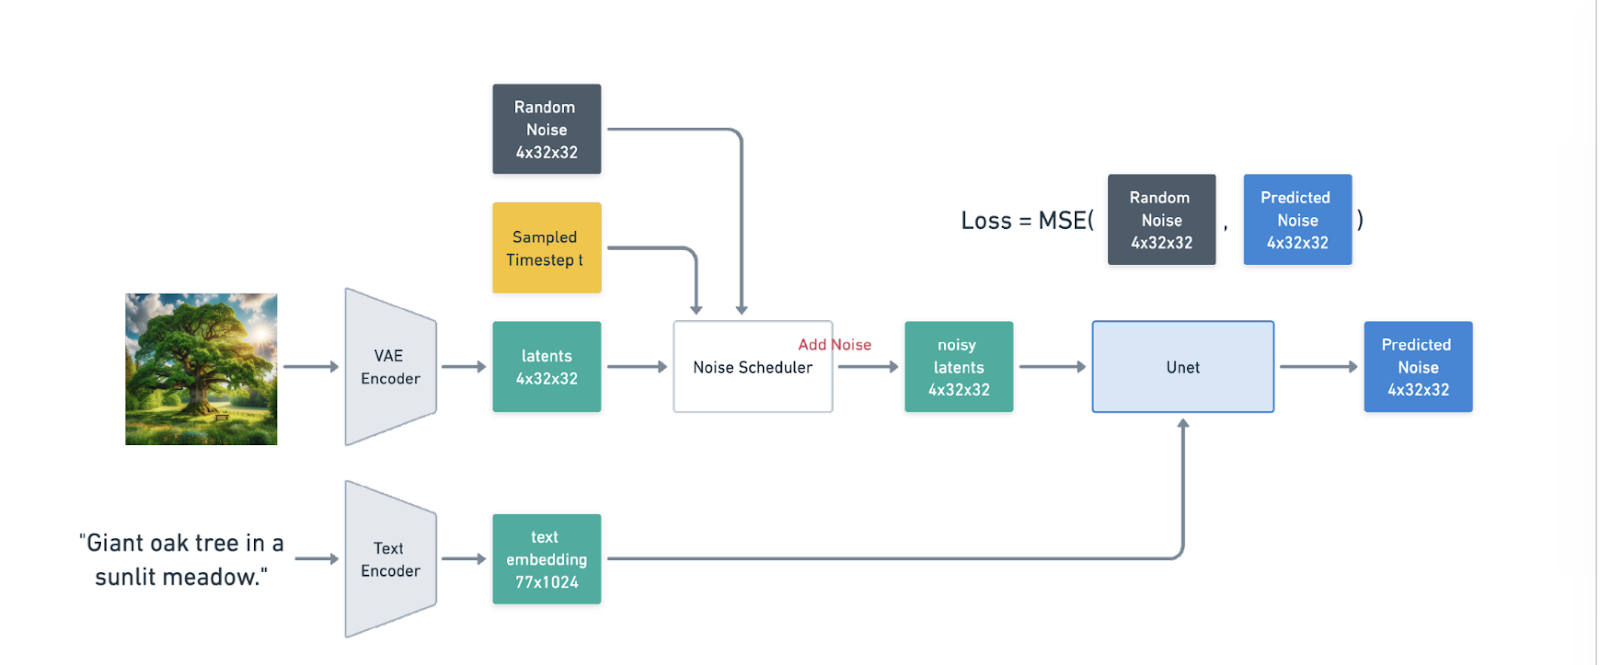 Random
Noise
4x32x32
Sampled
Timestep t
Loss = MSE(
Random
Noise
4x32x32
,
Predicted
Noise
4x32x32
)
VAE
Encoder
latents
4x32x32
Add Noise
Noise Scheduler
noisy
latents
4x32x32
Unet
Predicted
Noise
4x32x32
"Giant oak tree in a
sunlit meadow."
Text
Encoder
text
embedding
77x1024